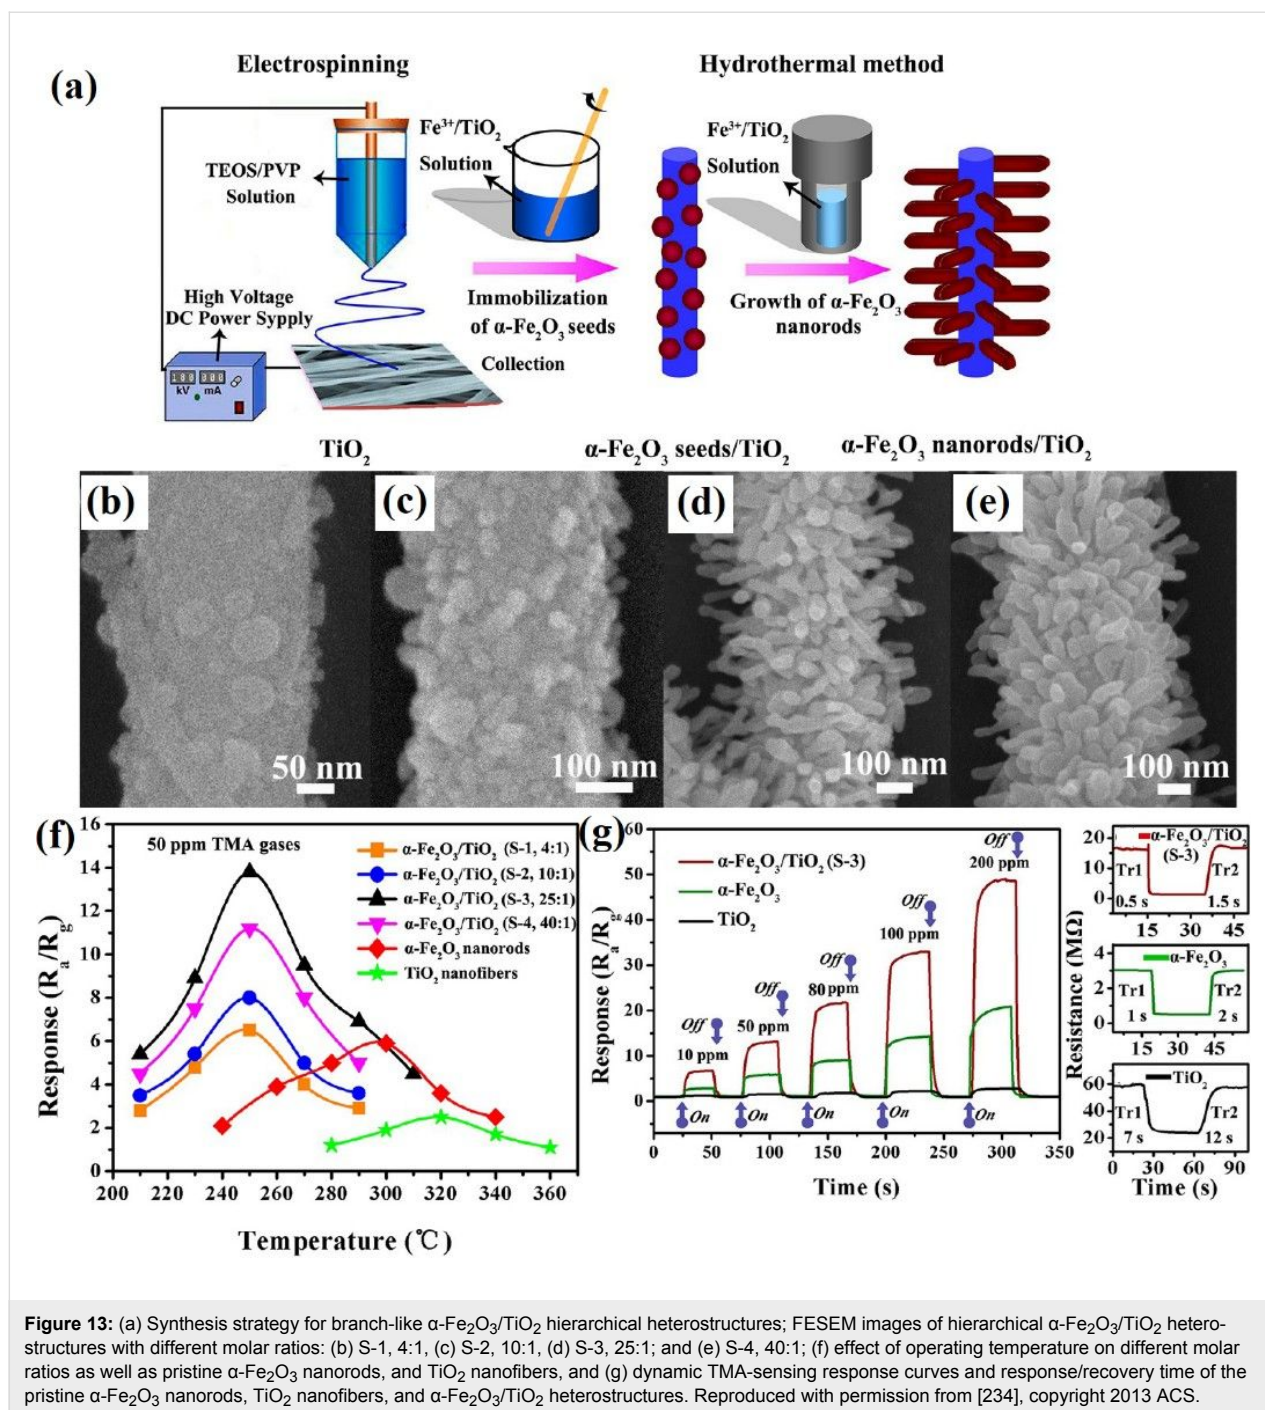 (a)
Electrospinning
Hydrothermal method
TEOS/PVP
Solution
Fe³⁺/TiO₂
Solution
Fe³⁺/TiO₂
Solution
High Voltage
DC Power Sypply
kV mA
Immobilization
of α-Fe₂O₃ seeds
Collection
Growth of α-Fe₂O₃
nanorods
TiO₂
α-Fe₂O₃ seeds/TiO₂
α-Fe₂O₃ nanorods/TiO₂
(b)
50 nm
(c)
100 nm
(d)
100 nm
(e)
100 nm
(f)
50 ppm TMA gases
α-Fe₂O₃/TiO₂ (S-1, 4:1)
α-Fe₂O₃/TiO₂ (S-2, 10:1)
α-Fe₂O₃/TiO₂ (S-3, 25:1)
α-Fe₂O₃/TiO₂ (S-4, 40:1)
α-Fe₂O₃ nanorods
TiO₂ nanofibers
Response (Rₐ/R_g)
16
14
12
10
8
6
4
2
0
200 220 240 260 280 300 320 340 360
Temperature (℃)
(g)
α-Fe₂O₃/TiO₂ (S-3)
α-Fe₂O₃
TiO₂
Response (Rₐ/R_g)
60
50
40
30
20
10
0
Off
10 ppm
Off
50 ppm
Off
80 ppm
Off
100 ppm
Off
200 ppm
On On On On On
0 50 100 150 200 250 300 350
Time (s)
Resistance (MΩ)
α-Fe₂O₃/TiO₂
(S-3)
20
10
0
Tr1 Tr2
0.5 s 1.5 s
15 30 45
α-Fe₂O₃
4
2
0
Tr1 Tr2
1 s 2 s
15 30 45
TiO₂
60
40
20
Tr1 Tr2
7 s 12 s
0 30 60 90
Time (s)
Figure 13: (a) Synthesis strategy for branch-like α-Fe₂O₃/TiO₂ hierarchical heterostructures; FESEM images of hierarchical α-Fe₂O₃/TiO₂ hetero-
structures with different molar ratios: (b) S-1, 4:1, (c) S-2, 10:1, (d) S-3, 25:1; and (e) S-4, 40:1; (f) effect of operating temperature on different molar
ratios as well as pristine α-Fe₂O₃ nanorods, and TiO₂ nanofibers, and (g) dynamic TMA-sensing response curves and response/recovery time of the
pristine α-Fe₂O₃ nanorods, TiO₂ nanofibers, and α-Fe₂O₃/TiO₂ heterostructures. Reproduced with permission from [234], copyright 2013 ACS.